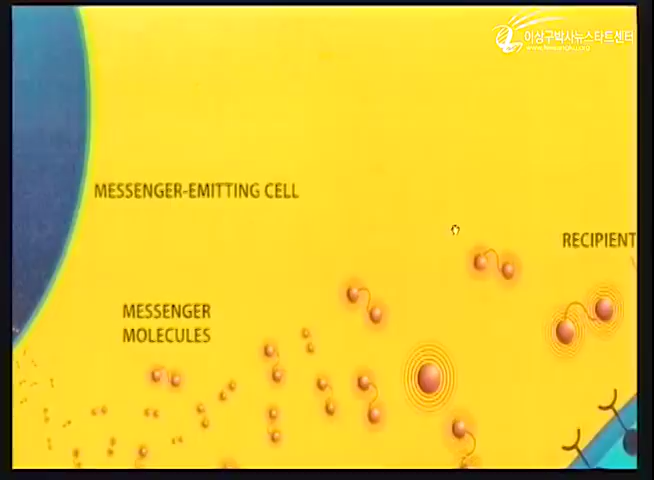 이상구박사뉴스타트센터
MESSENGER-EMITTING CELL
RECIPIENT
MESSENGER
MOLECULES